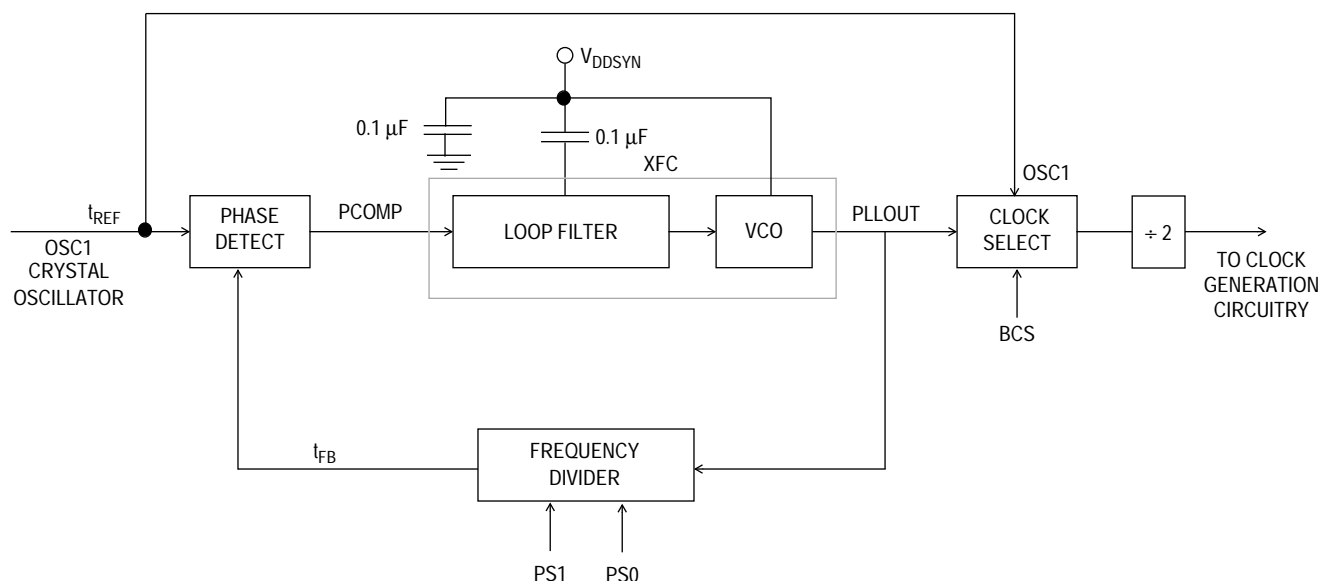 V_DDSYN
0.1 µF
0.1 µF
XFC
OSC1
t_REF
PHASE
DETECT
PCOMP
LOOP FILTER
VCO
PLLOUT
CLOCK
SELECT
÷ 2
OSC1
CRYSTAL
OSCILLATOR
TO CLOCK
GENERATION
CIRCUITRY
BCS
t_FB
FREQUENCY
DIVIDER
PS1
PS0